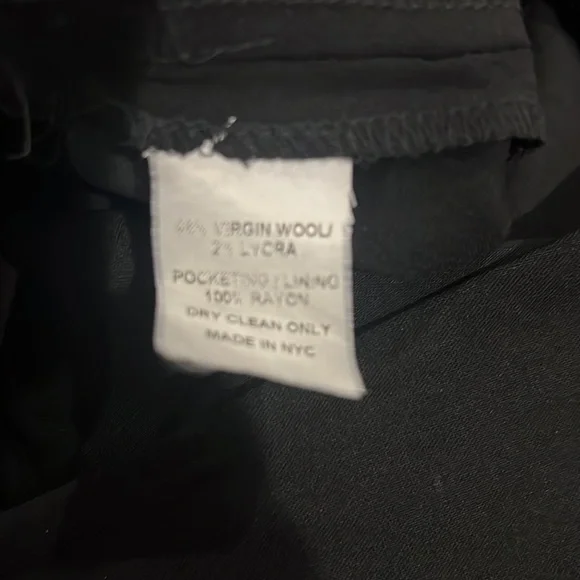 VIRGIN WOOL/
2% LYCRA
POCKETING / LINING
100% RAYON
DRY CLEAN ONLY
MADE IN NYC